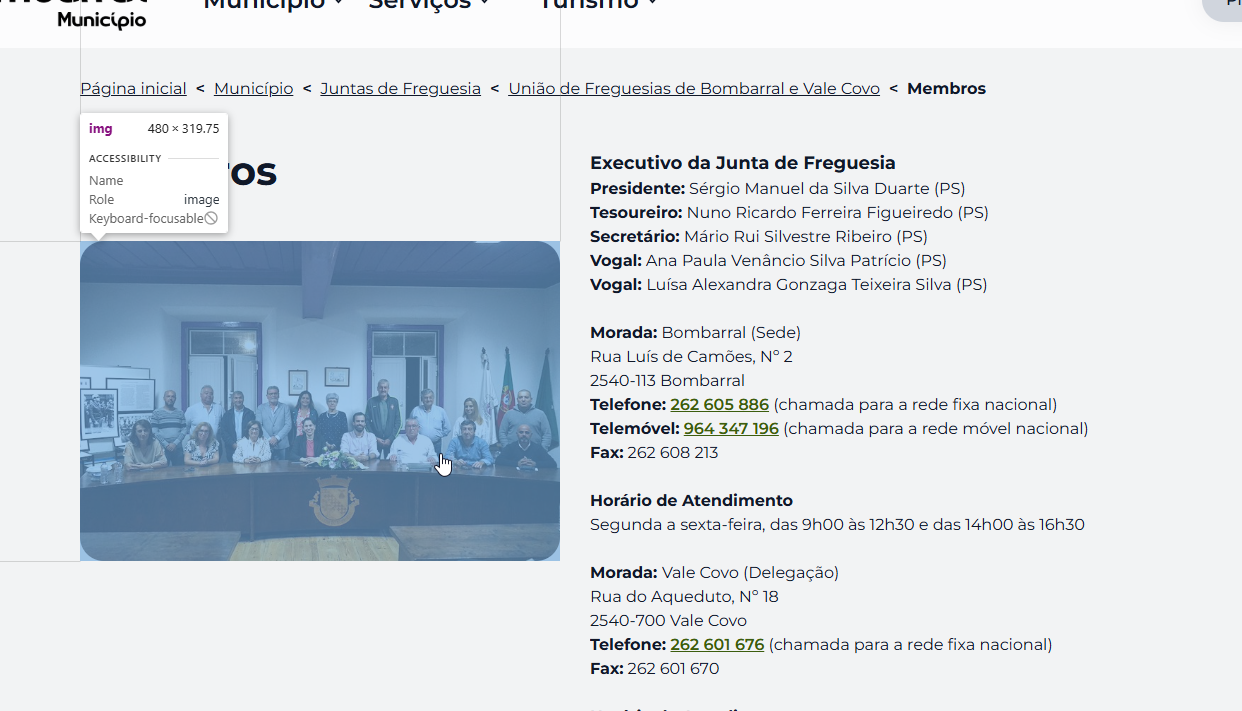 Município
Serviços
Turismo
Município
Página inicial < Município < Juntas de Freguesia < União de Freguesias de Bombarral e Vale Covo < Membros
img 480 × 319.75
ACCESSIBILITY
Name
Role image
Keyboard-focusable
Executivo da Junta de Freguesia
Presidente: Sérgio Manuel da Silva Duarte (PS)
Tesoureiro: Nuno Ricardo Ferreira Figueiredo (PS)
Secretário: Mário Rui Silvestre Ribeiro (PS)
Vogal: Ana Paula Venâncio Silva Patrício (PS)
Vogal: Luísa Alexandra Gonzaga Teixeira Silva (PS)
Morada: Bombarral (Sede)
Rua Luís de Camões, Nº 2
2540-113 Bombarral
Telefone: 262 605 886 (chamada para a rede fixa nacional)
Telemóvel: 964 347 196 (chamada para a rede móvel nacional)
Fax: 262 608 213
Horário de Atendimento
Segunda a sexta-feira, das 9h00 às 12h30 e das 14h00 às 16h30
Morada: Vale Covo (Delegação)
Rua do Aqueduto, Nº 18
2540-700 Vale Covo
Telefone: 262 601 676 (chamada para a rede fixa nacional)
Fax: 262 601 670